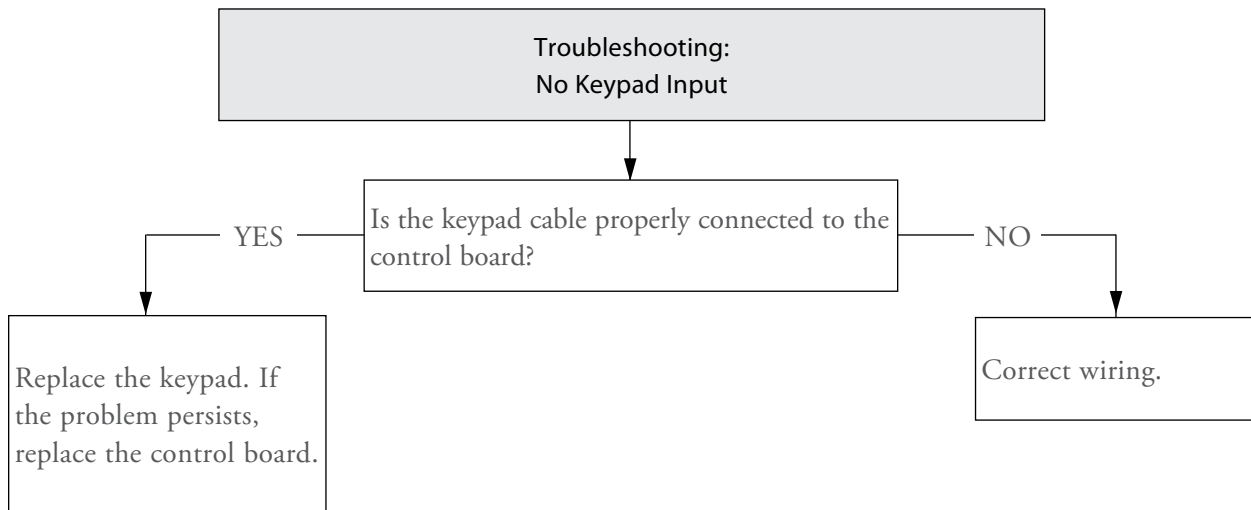 Troubleshooting:
No Keypad Input
Is the keypad cable properly connected to the
control board?
YES
NO
Replace the keypad. If
the problem persists,
replace the control board.
Correct wiring.